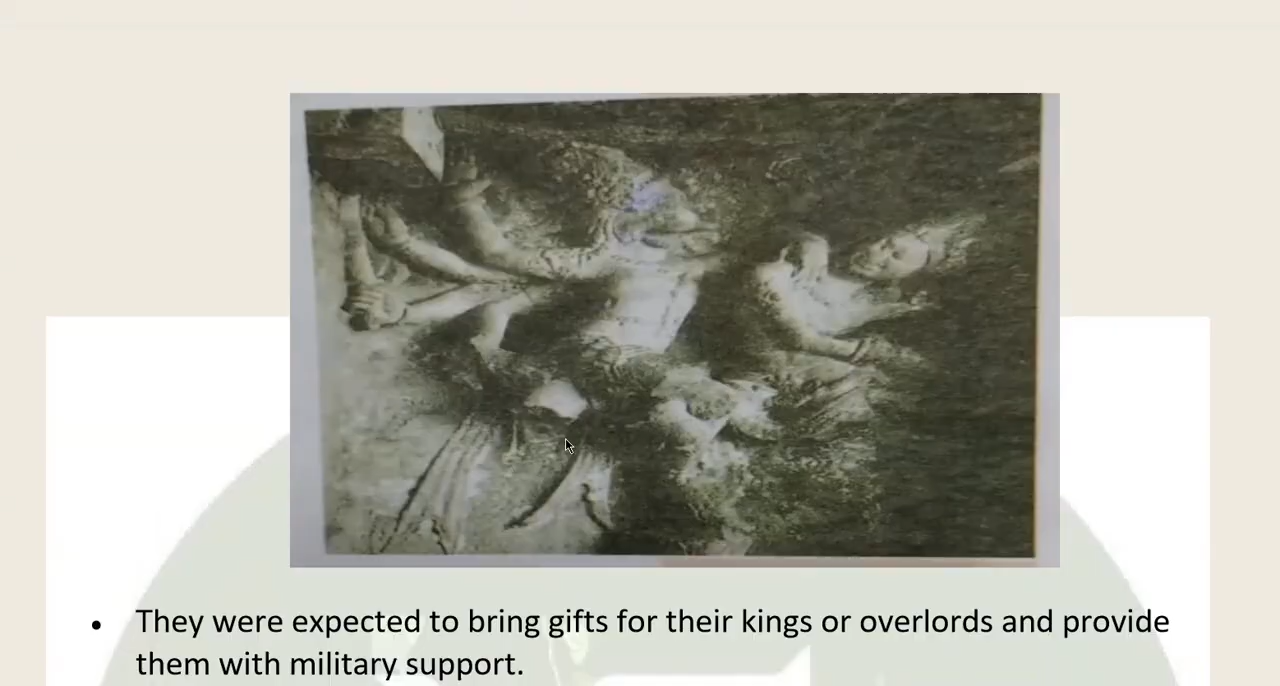 • They were expected to bring gifts for their kings or overlords and provide
them with military support.